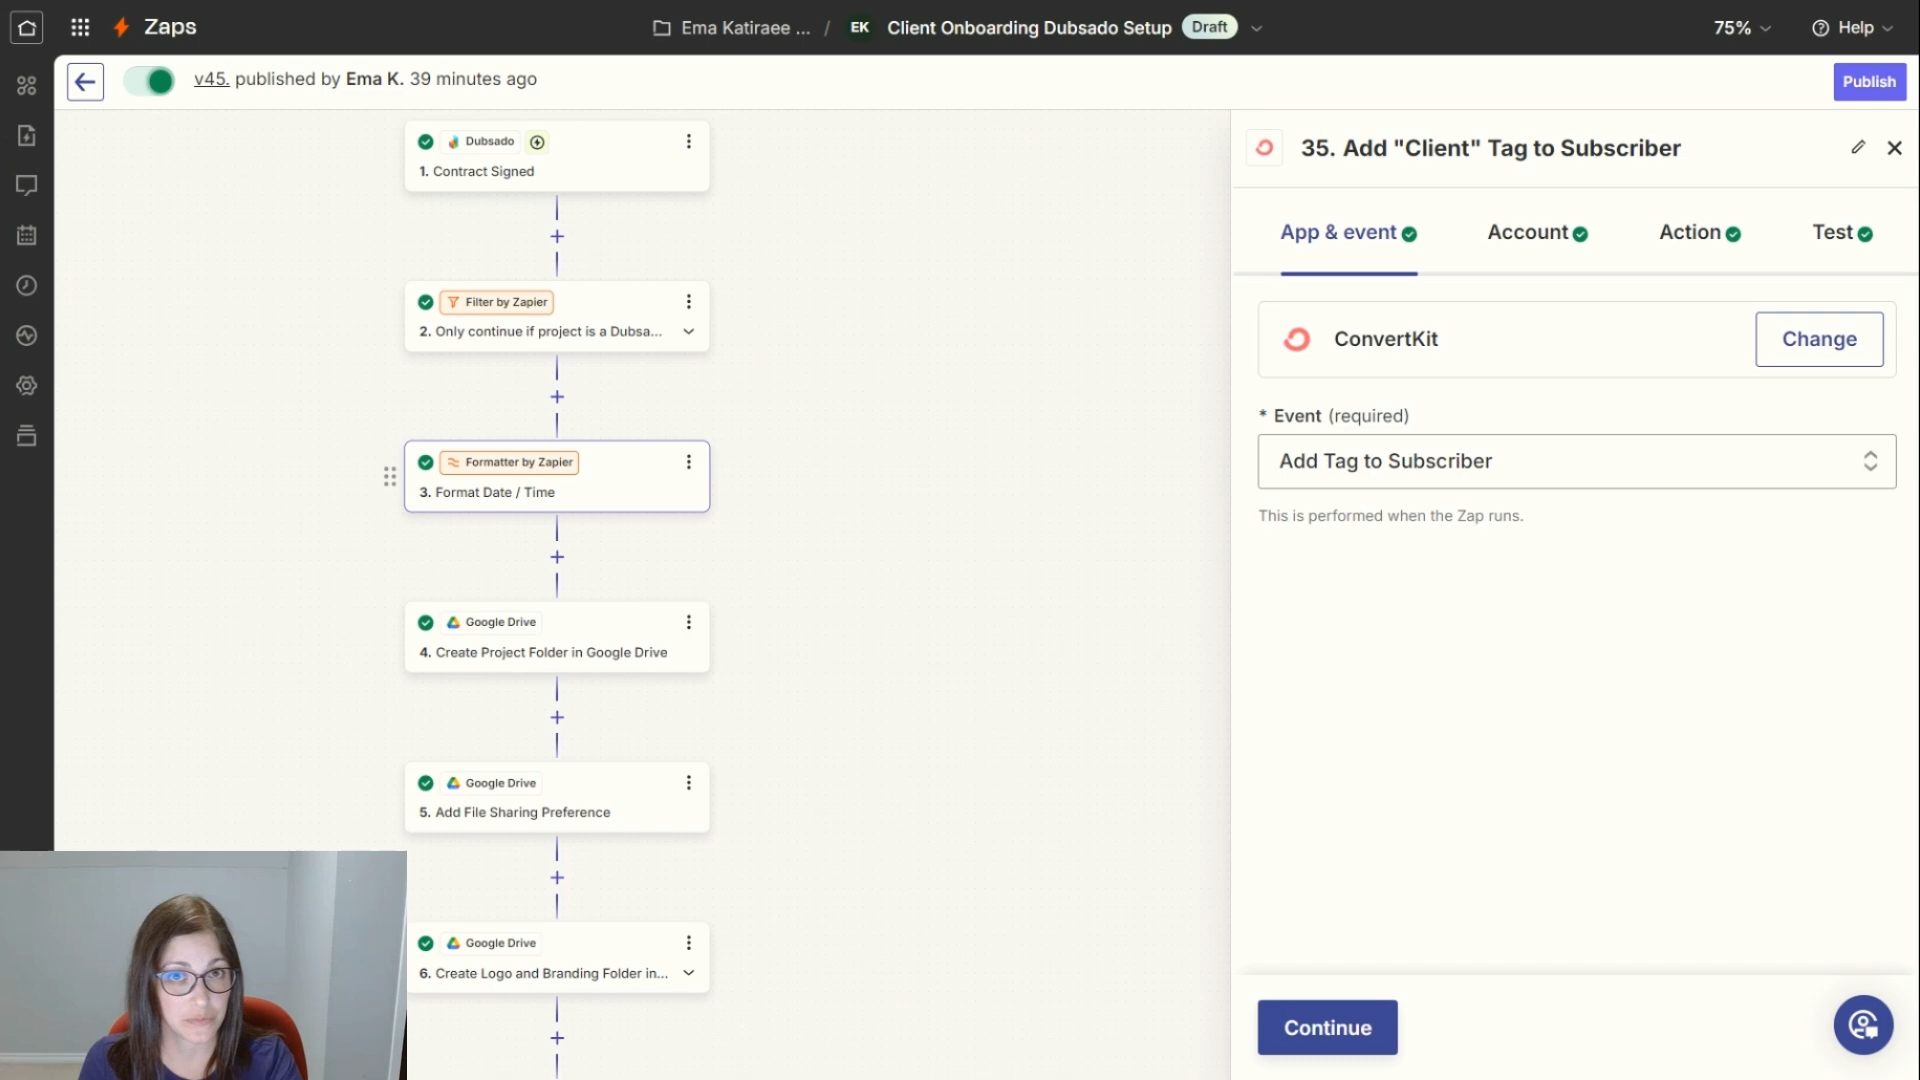 Zaps
Ema Katiraee ... / EK Client Onboarding Dubsado Setup Draft
75%
Help
v45. published by Ema K. 39 minutes ago
Publish
Dubsado
1. Contract Signed
Filter by Zapier
2. Only continue if project is a Dubsa...
Formatter by Zapier
3. Format Date / Time
Google Drive
4. Create Project Folder in Google Drive
Google Drive
5. Add File Sharing Preference
Google Drive
6. Create Logo and Branding Folder in...
35. Add "Client" Tag to Subscriber
App & event
Account
Action
Test
ConvertKit
Change
* Event (required)
Add Tag to Subscriber
This is performed when the Zap runs.
Continue